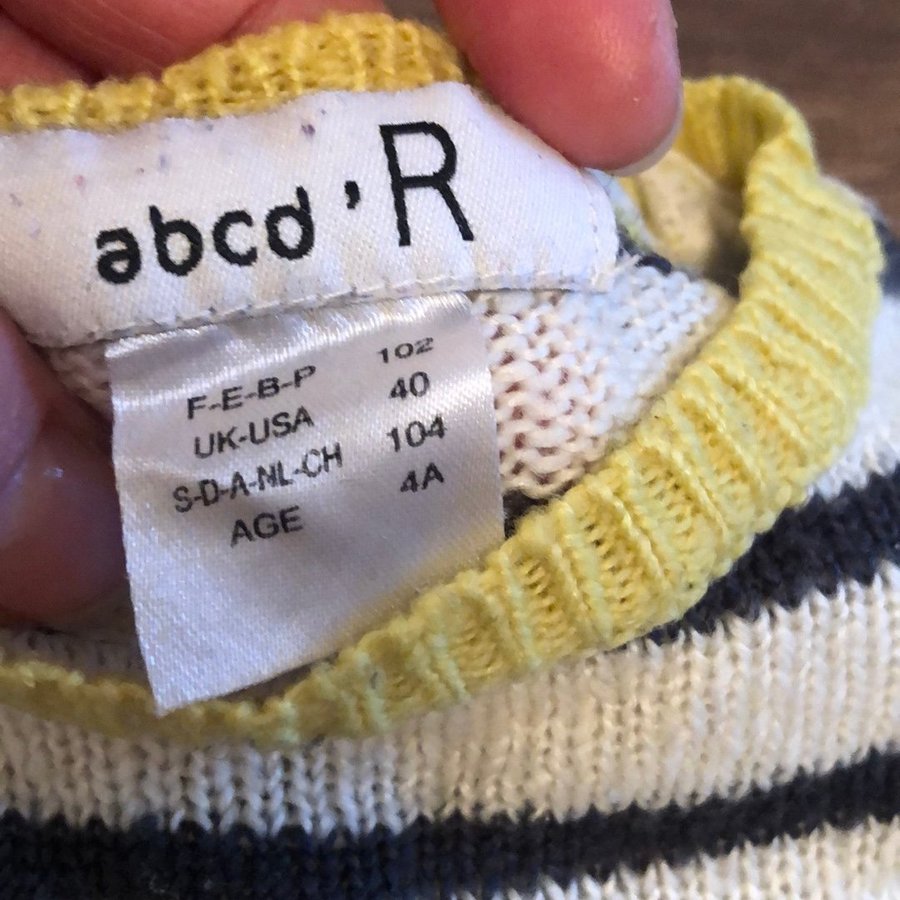 abcd'R
F-E-B-P 102
UK-USA 40
S-D-A-NL-CH 104
AGE 4A